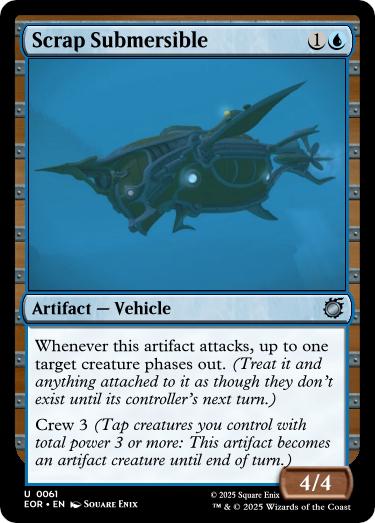 Scrap Submersible 1
Artifact — Vehicle
Whenever this artifact attacks, up to one
target creature phases out. (Treat it and
anything attached to it as though they don't
exist until its controller's next turn.)
Crew 3 (Tap creatures you control with
total power 3 or more: This artifact becomes
an artifact creature until end of turn.)
4/4
U 0061
EOR • EN Square Enix
© 2025 Square Enix
™ & © 2025 Wizards of the Coast